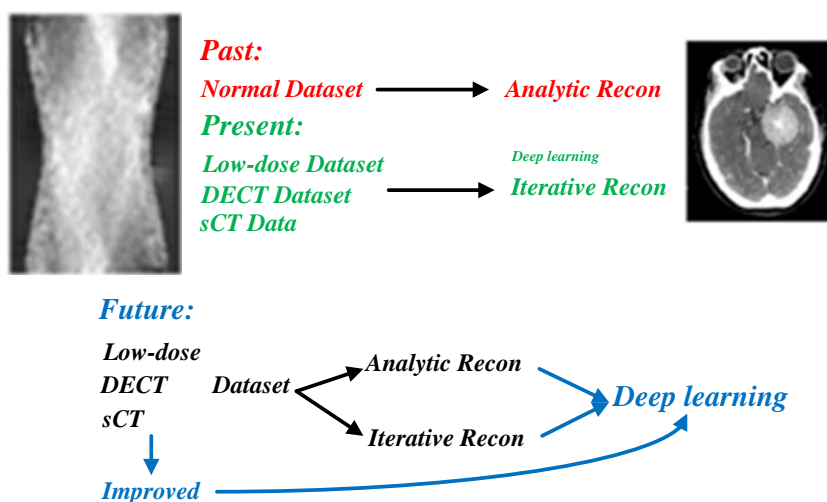 Past:
Normal Dataset
Analytic Recon
Present:
Low-dose Dataset
DECT Dataset
sCT Data
Deep learning
Iterative Recon
Future:
Low-dose
DECT
sCT
Dataset
Analytic Recon
Iterative Recon
Deep learning
Improved